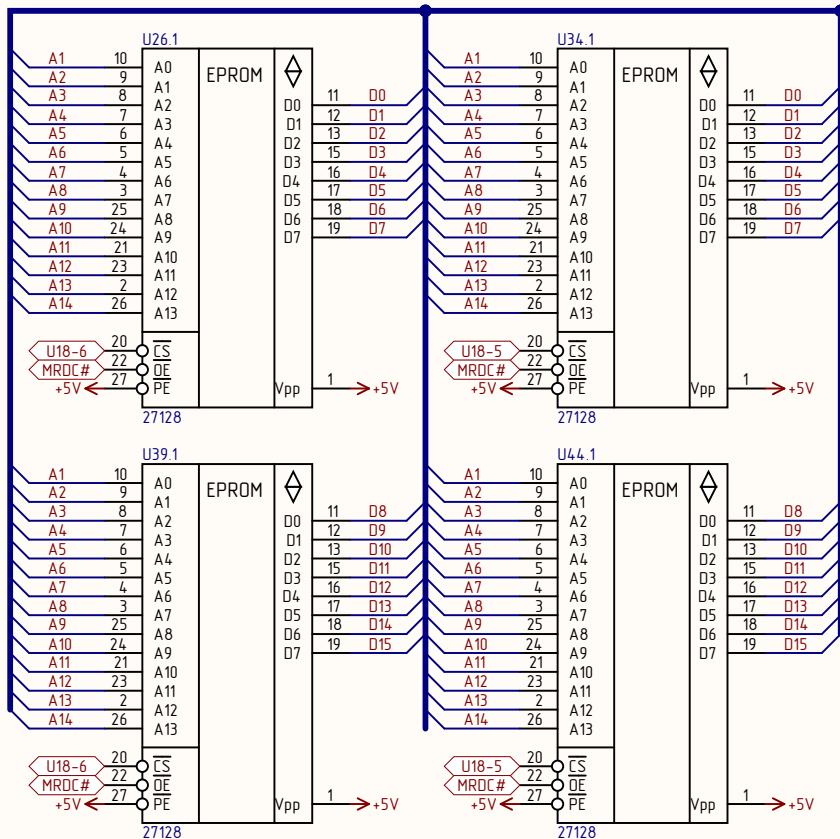 U26.1 U34.1
A1 10 A0 EPROM A1 10 A0 EPROM
A2 9 A1 A2 9 A1
A3 8 A2 D0 11 D0 A3 8 A2 D0 11 D0
A4 7 A3 D1 12 D1 A4 7 A3 D1 12 D1
A5 6 A4 D2 13 D2 A5 6 A4 D2 13 D2
A6 5 A5 D3 15 D3 A6 5 A5 D3 15 D3
A7 4 A6 D4 16 D4 A7 4 A6 D4 16 D4
A8 3 A7 D5 17 D5 A8 3 A7 D5 17 D5
A9 25 A8 D6 18 D6 A9 25 A8 D6 18 D6
A10 24 A9 D7 19 D7 A10 24 A9 D7 19 D7
A11 21 A10 A11 21 A10
A12 23 A11 A12 23 A11
A13 2 A12 A13 2 A12
A14 26 A13 A14 26 A13
U18-6 20 CS U18-5 20 CS
MRDC# 22 OE MRDC# 22 OE
+5V 27 PE Vpp 1 +5V +5V 27 PE Vpp 1 +5V
27128 27128
U39.1 U44.1
A1 10 A0 EPROM A1 10 A0 EPROM
A2 9 A1 A2 9 A1
A3 8 A2 D0 11 D8 A3 8 A2 D0 11 D8
A4 7 A3 D1 12 D9 A4 7 A3 D1 12 D9
A5 6 A4 D2 13 D10 A5 6 A4 D2 13 D10
A6 5 A5 D3 15 D11 A6 5 A5 D3 15 D11
A7 4 A6 D4 16 D12 A7 4 A6 D4 16 D12
A8 3 A7 D5 17 D13 A8 3 A7 D5 17 D13
A9 25 A8 D6 18 D14 A9 25 A8 D6 18 D14
A10 24 A9 D7 19 D15 A10 24 A9 D7 19 D15
A11 21 A10 A11 21 A10
A12 23 A11 A12 23 A11
A13 2 A12 A13 2 A12
A14 26 A13 A14 26 A13
U18-6 20 CS U18-5 20 CS
MRDC# 22 OE MRDC# 22 OE
+5V 27 PE Vpp 1 +5V +5V 27 PE Vpp 1 +5V
27128 27128